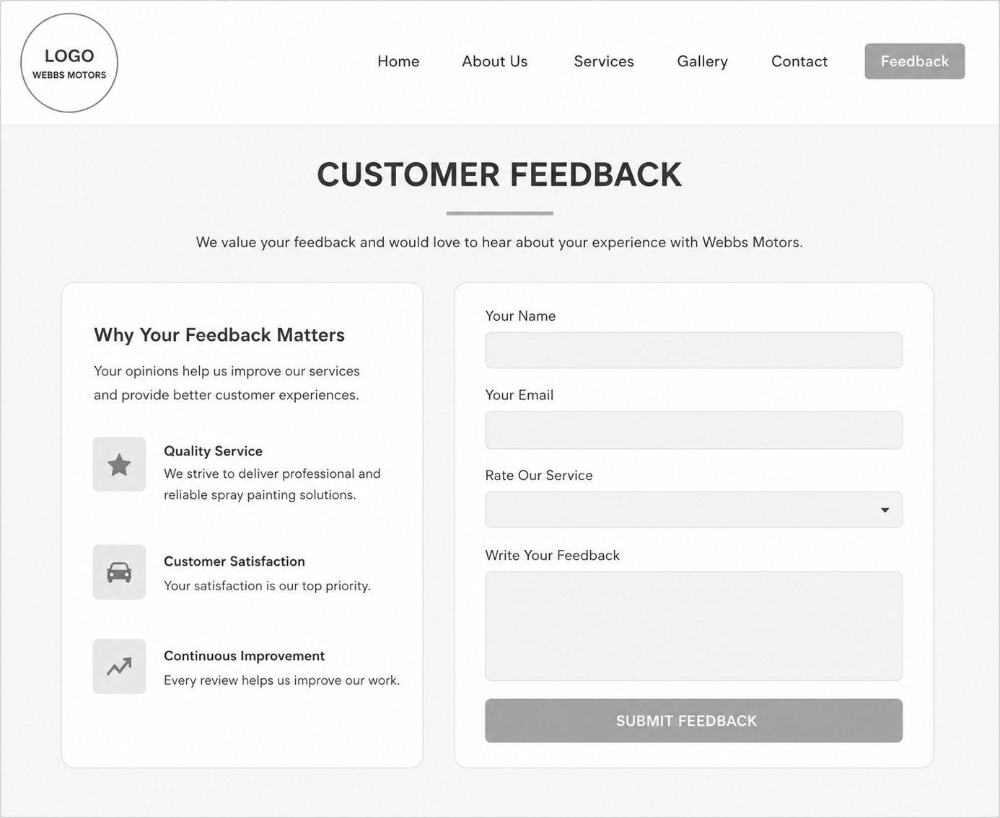 LOGO
WEBBS MOTORS
Home
About Us
Services
Gallery
Contact
Feedback
CUSTOMER FEEDBACK
We value your feedback and would love to hear about your experience with Webbs Motors.
Why Your Feedback Matters
Your opinions help us improve our services
and provide better customer experiences.
Quality Service
We strive to deliver professional and
reliable spray painting solutions.
Customer Satisfaction
Your satisfaction is our top priority.
Continuous Improvement
Every review helps us improve our work.
Your Name
Your Email
Rate Our Service
Write Your Feedback
SUBMIT FEEDBACK